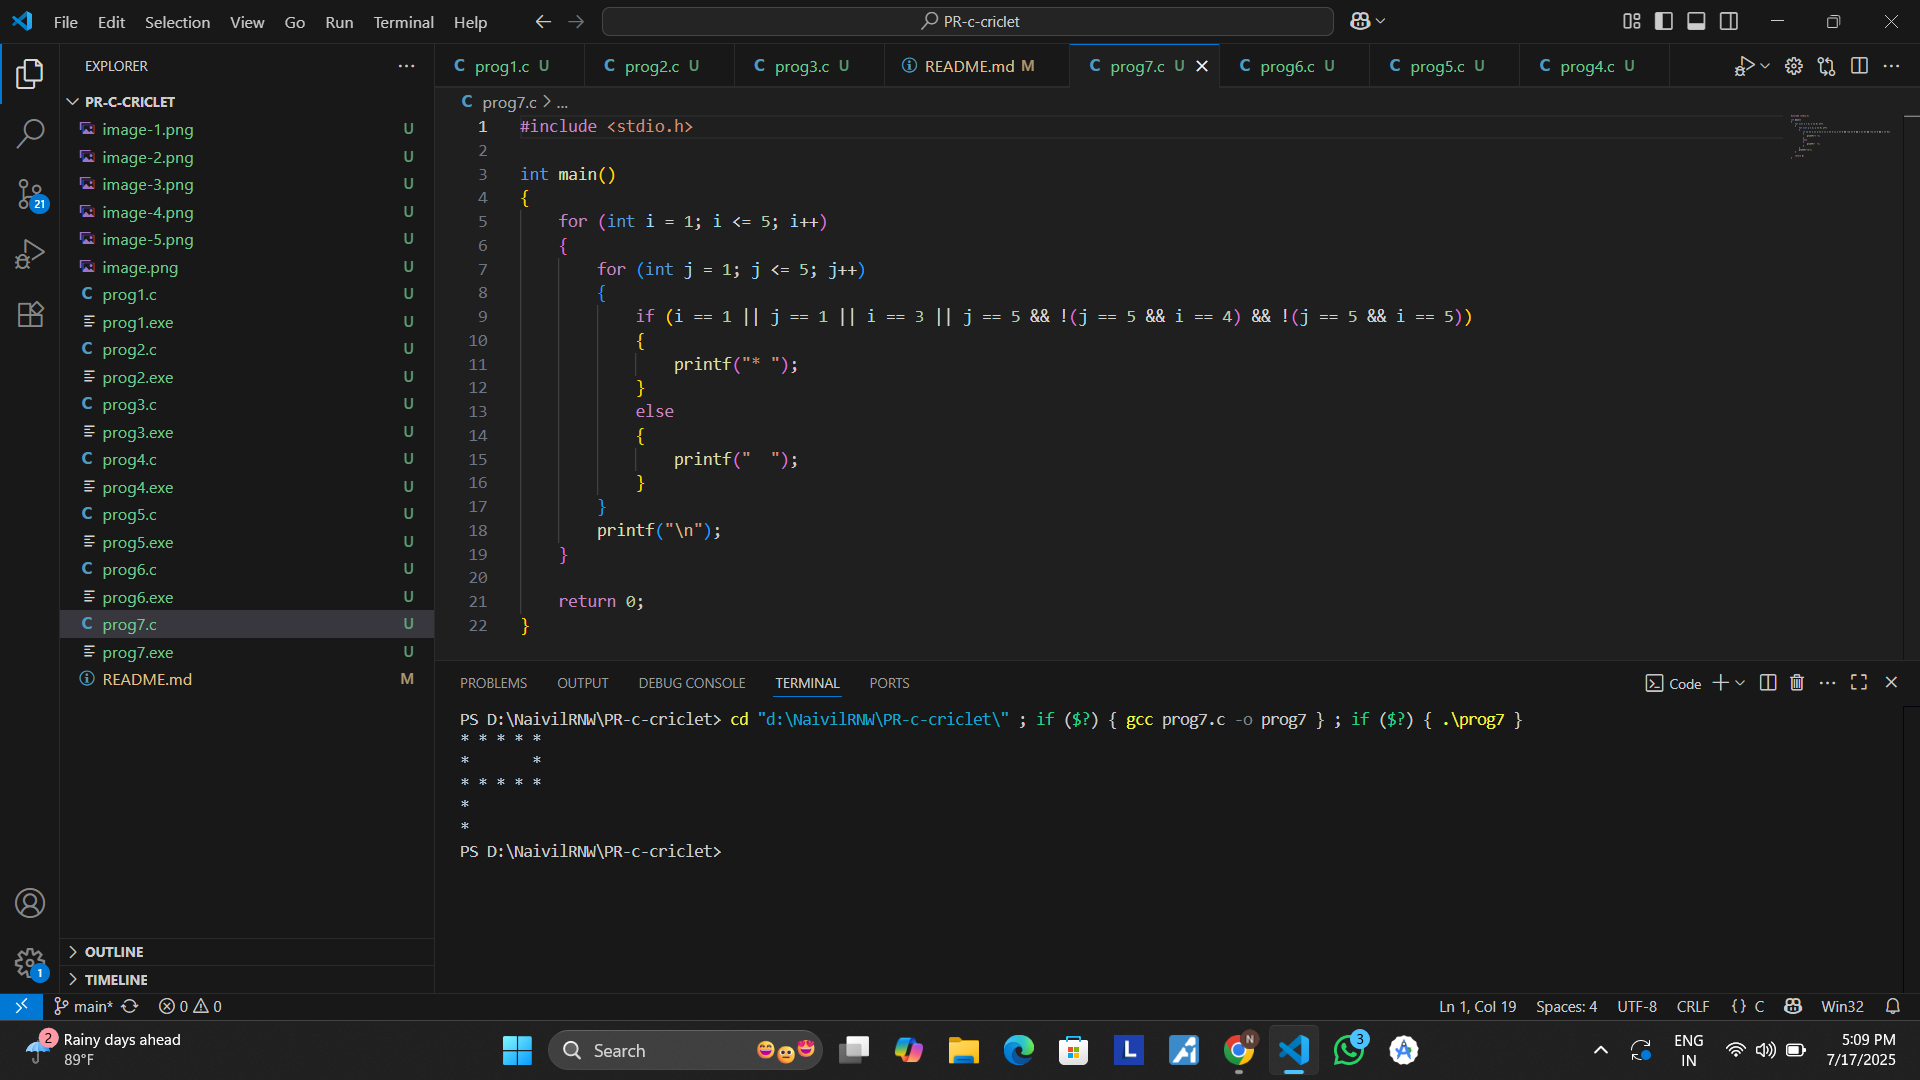 File Edit Selection View Go Run Terminal Help
PR-c-criclet
EXPLORER
PR-C-CRICLET
image-1.png U
image-2.png U
image-3.png U
image-4.png U
image-5.png U
image.png U
prog1.c U
prog1.exe U
prog2.c U
prog2.exe U
prog3.c U
prog3.exe U
prog4.c U
prog4.exe U
prog5.c U
prog5.exe U
prog6.c U
prog6.exe U
prog7.c U
prog7.exe U
README.md M
OUTLINE
TIMELINE
21
1
prog1.c U prog2.c U prog3.c U README.md M prog7.c U prog6.c U prog5.c U prog4.c U
prog7.c > ...
1 #include <stdio.h>
2
3 int main()
4 {
5 for (int i = 1; i <= 5; i++)
6 {
7 for (int j = 1; j <= 5; j++)
8 {
9 if (i == 1 || j == 1 || i == 3 || j == 5 && !(j == 5 && i == 4) && !(j == 5 && i == 5))
10 {
11 printf("* ");
12 }
13 else
14 {
15 printf("  ");
16 }
17 }
18 printf("\n");
19 }
20
21 return 0;
22 }
PROBLEMS OUTPUT DEBUG CONSOLE TERMINAL PORTS
Code
PS D:\NaivilRNW\PR-c-criclet> cd "d:\NaivilRNW\PR-c-criclet\" ; if ($?) { gcc prog7.c -o prog7 } ; if ($?) { .\prog7 }
* * * * *
*       *
* * * * *
*
*
PS D:\NaivilRNW\PR-c-criclet>
main* 0 0
Ln 1, Col 19 Spaces: 4 UTF-8 CRLF {} C Win32
2
Rainy days ahead
89°F
Search
L
N
3
ENG
IN
5:09 PM
7/17/2025